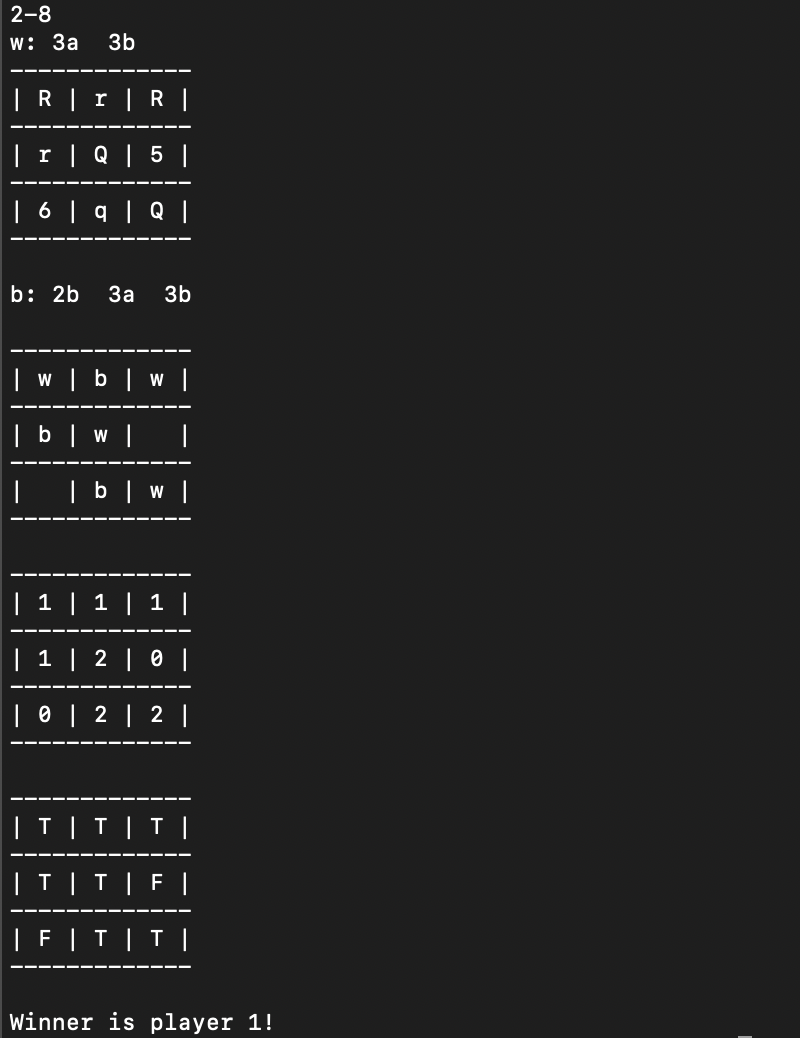 2-8
w: 3a  3b
-------------
| R | r | R |
-------------
| r | Q | 5 |
-------------
| 6 | q | Q |
-------------

b: 2b  3a  3b

-------------
| w | b | w |
-------------
| b | w |   |
-------------
|   | b | w |
-------------

-------------
| 1 | 1 | 1 |
-------------
| 1 | 2 | 0 |
-------------
| 0 | 2 | 2 |
-------------

-------------
| T | T | T |
-------------
| T | T | F |
-------------
| F | T | T |
-------------

Winner is player 1!